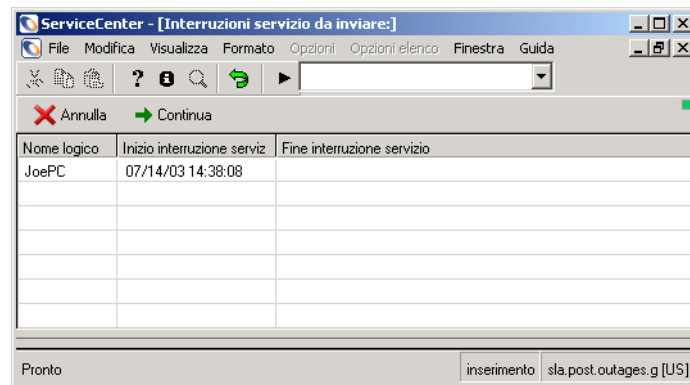 ServiceCenter - [Interruzioni servizio da inviare:]
File Modifica Visualizza Formato Opzioni Opzioni elenco Finestra Guida
Annulla Continua
Nome logico Inizio interruzione serviz Fine interruzione servizio
JoePC 07/14/03 14:38:08
Pronto inserimento sla.post.outages.g [US]